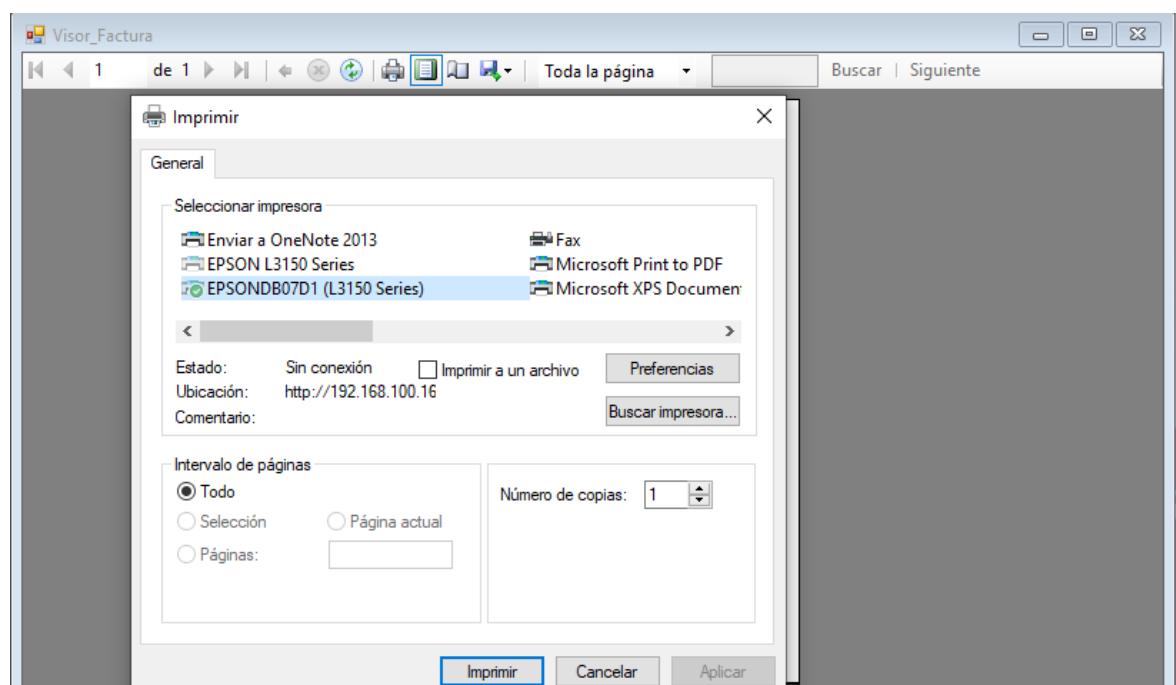 Visor_Factura
1 de 1 Toda la página Buscar | Siguiente
Imprimir
General
Seleccionar impresora
Enviar a OneNote 2013 Fax
EPSON L3150 Series Microsoft Print to PDF
EPSONDB07D1 (L3150 Series) Microsoft XPS Documen
Estado: Sin conexión Imprimir a un archivo Preferencias
Ubicación: http://192.168.100.16
Comentario: Buscar impresora...
Intervalo de páginas
Todo Número de copias: 1
Selección Página actual
Páginas:
Imprimir Cancelar Aplicar